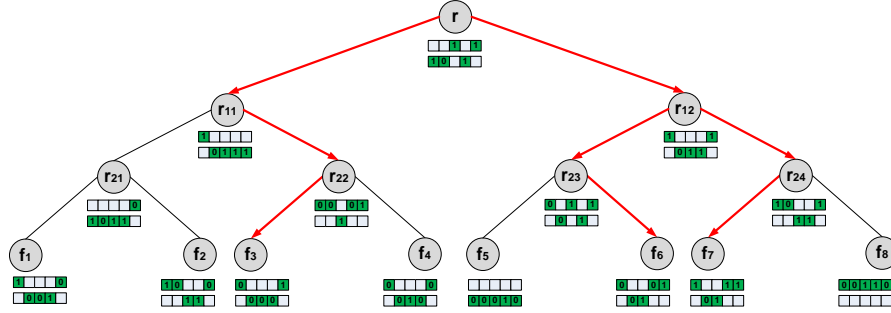 r
1 1
1 0 1
r11
r12
1
0 1 1 1
1 1
0 1 1
r21
r22
r23
r24
0
1 0 1 1
0 0 0 1
1
0 1 1
0 1
1 0 1
1 1
f1
f2
f3
f4
f5
f6
f7
f8
1 0
0 0 1
1 0 0
1 1
0 1
0 0 0
0 0
0 1 0
0 0 0 1 0
0 0 1
0 1
1 1 1
0 1
0 0 1 1 0